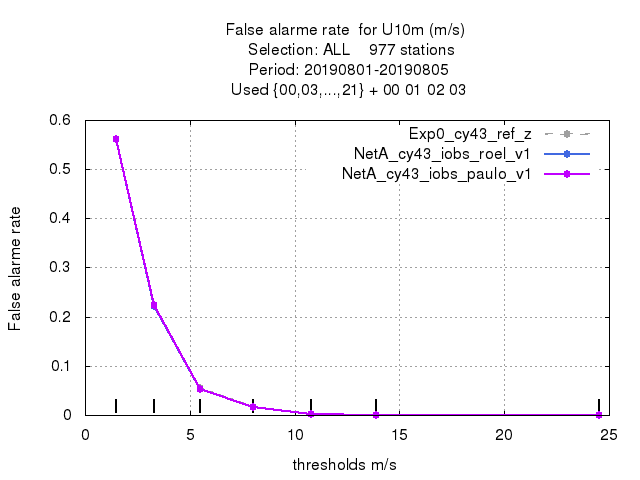 False alarme rate  for U10m (m/s)
Selection: ALL    977 stations
Period: 20190801-20190805
Used {00,03,...,21} + 00 01 02 03
Exp0_cy43_ref_z
NetA_cy43_iobs_roel_v1
NetA_cy43_iobs_paulo_v1
False alarme rate
0.6
0.5
0.4
0.3
0.2
0.1
0
0 5 10 15 20 25
thresholds m/s